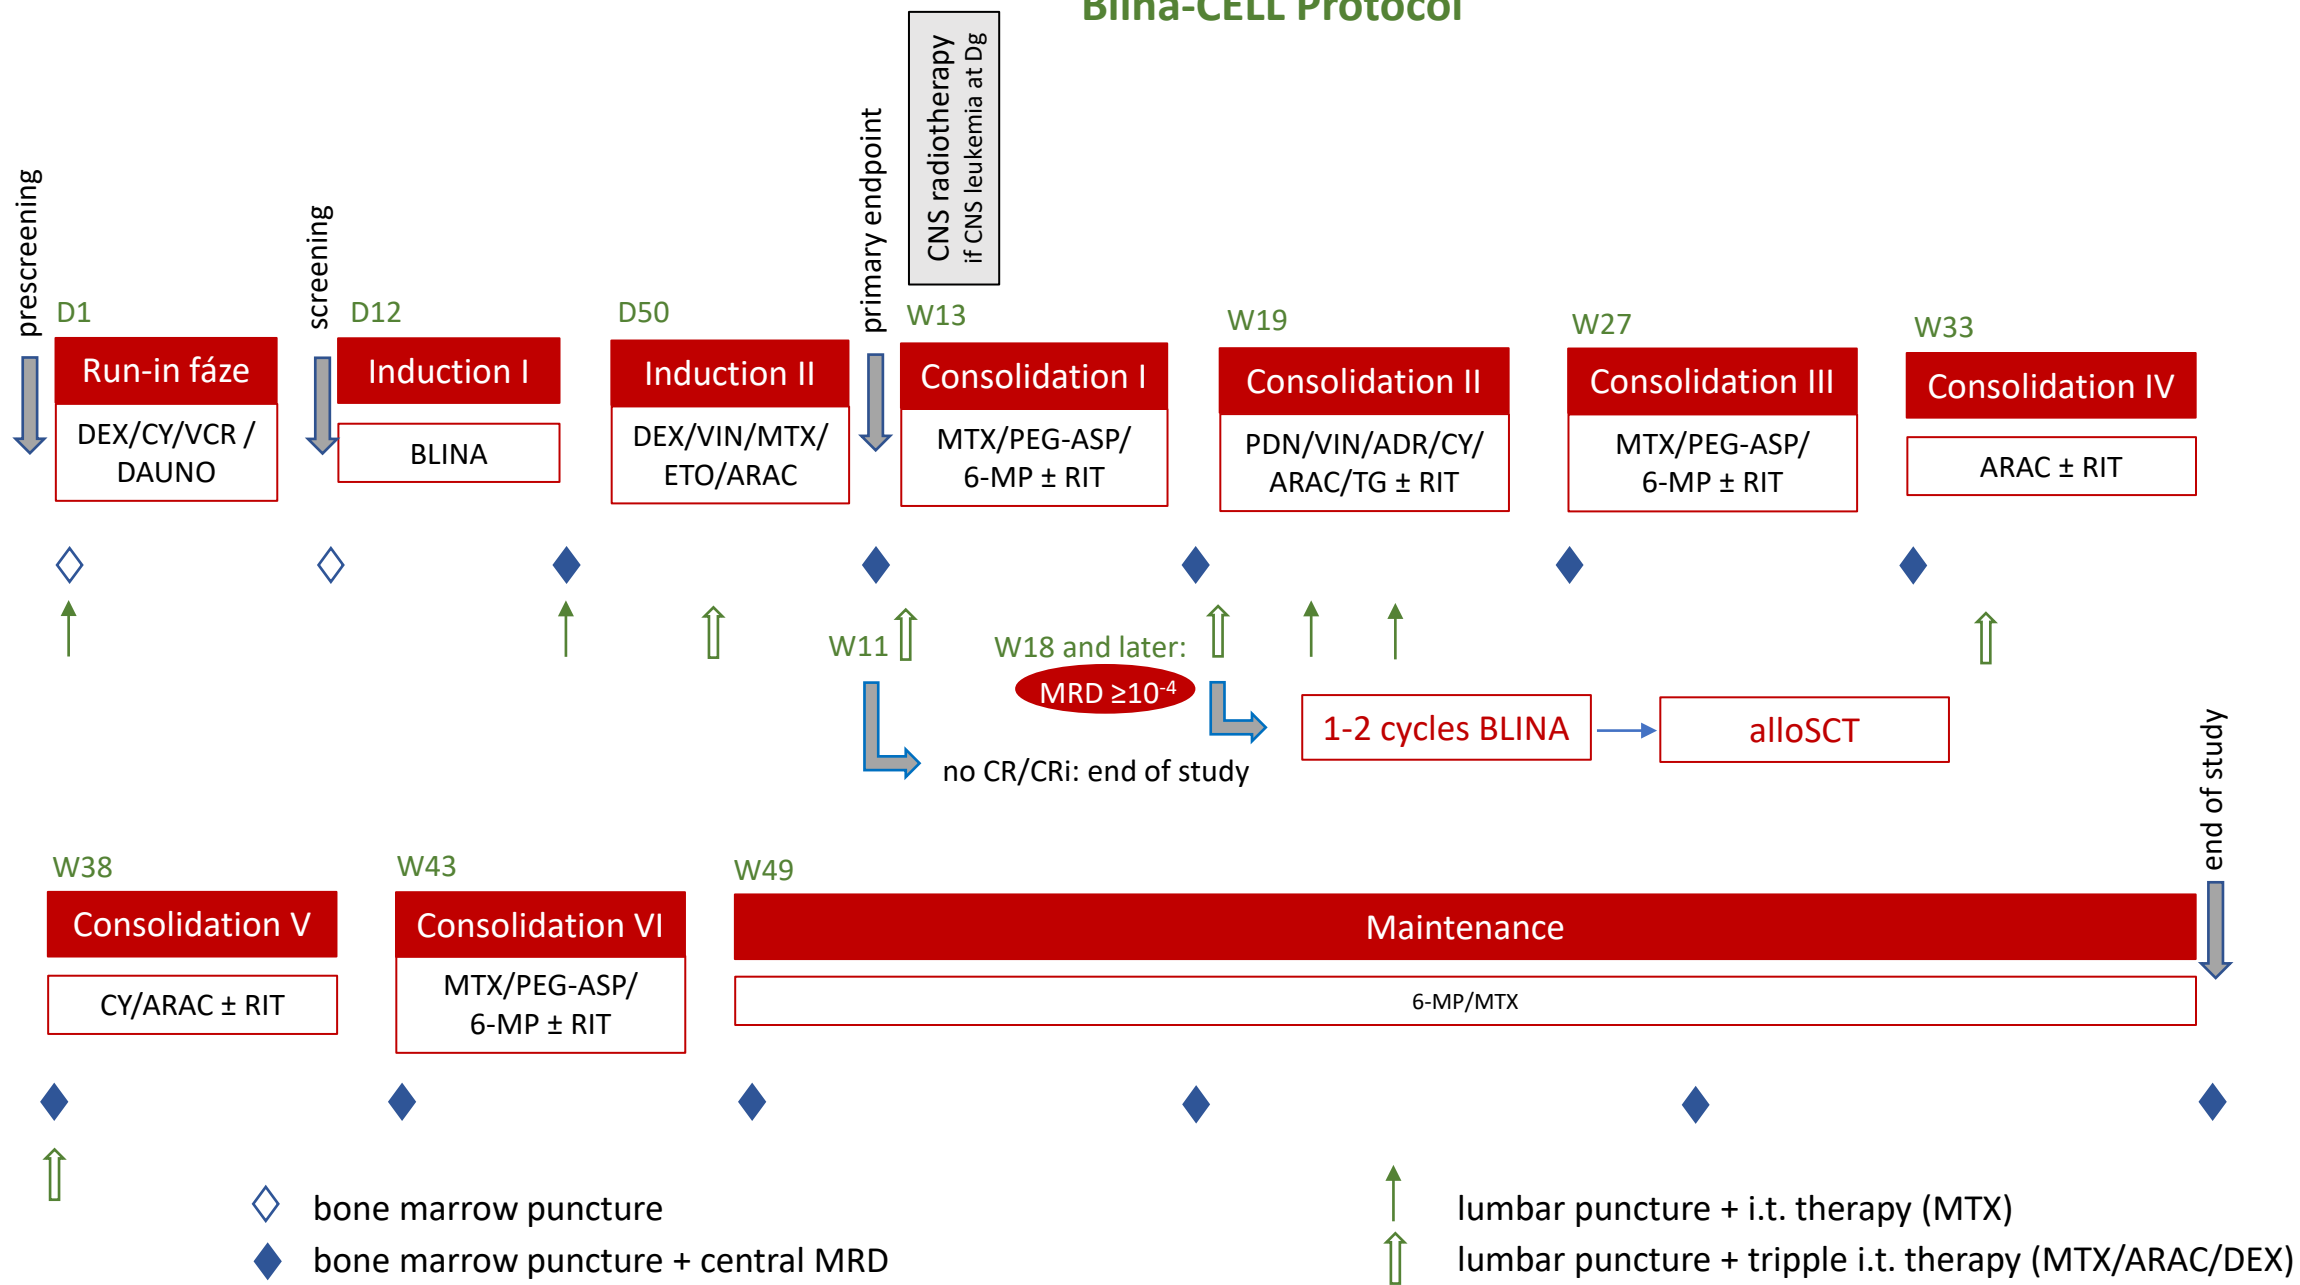 Blina-CELL Protocol
CNS radiotherapy
if CNS leukemia at Dg
prescreening
screening
primary endpoint
D1
D12
D50
W13
W19
W27
W33
Run-in fáze
DEX/CY/VCR /
DAUNO
Induction I
BLINA
Induction II
DEX/VIN/MTX/
ETO/ARAC
Consolidation I
MTX/PEG-ASP/
6-MP ± RIT
Consolidation II
PDN/VIN/ADR/CY/
ARAC/TG ± RIT
Consolidation III
MTX/PEG-ASP/
6-MP ± RIT
Consolidation IV
ARAC ± RIT
W11
no CR/CRi: end of study
W18 and later:
MRD ≥10⁻⁴
1-2 cycles BLINA
alloSCT
end of study
W38
Consolidation V
CY/ARAC ± RIT
W43
Consolidation VI
MTX/PEG-ASP/
6-MP ± RIT
W49
Maintenance
6-MP/MTX
bone marrow puncture
bone marrow puncture + central MRD
lumbar puncture + i.t. therapy (MTX)
lumbar puncture + tripple i.t. therapy (MTX/ARAC/DEX)